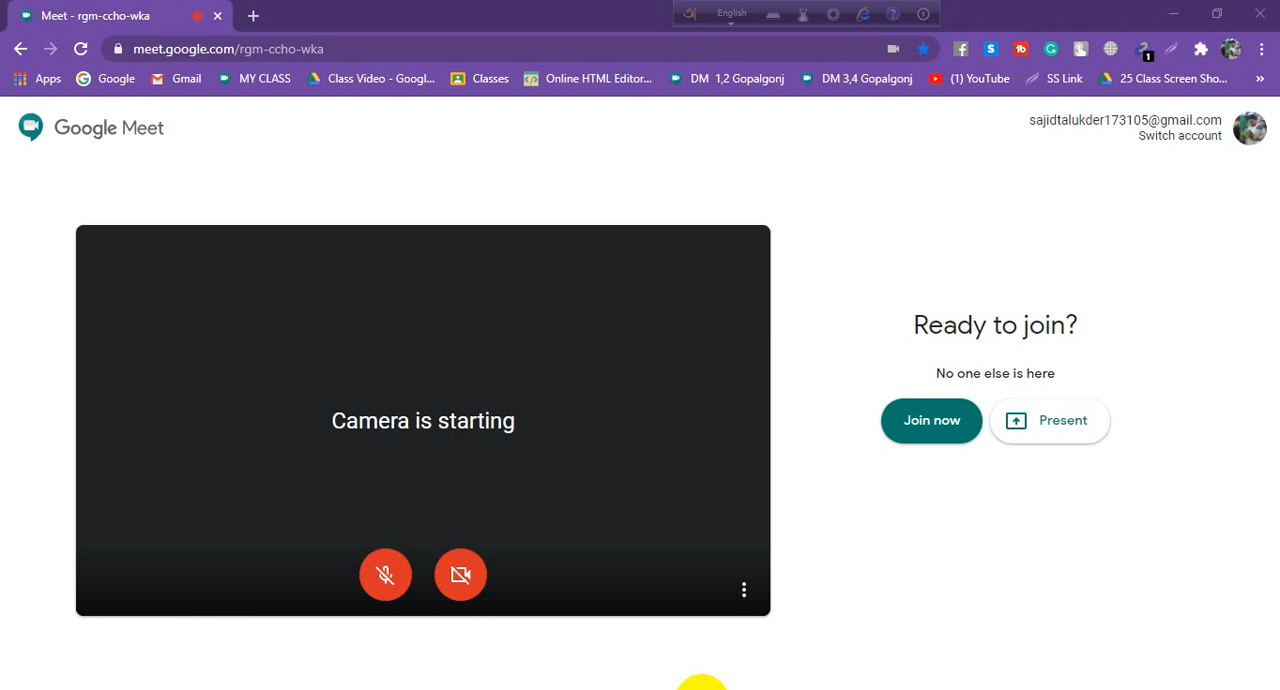 Meet - rgm-ccho-wka
অ English
meet.google.com/rgm-ccho-wka
Apps Google Gmail MY CLASS Class Video - Googl... Classes Online HTML Editor... DM 1,2 Gopalgonj DM 3,4 Gopalgonj (1) YouTube SS Link 25 Class Screen Sho... »
Google Meet
sajidtalukder173105@gmail.com
Switch account
Camera is starting
Ready to join?
No one else is here
Join now Present